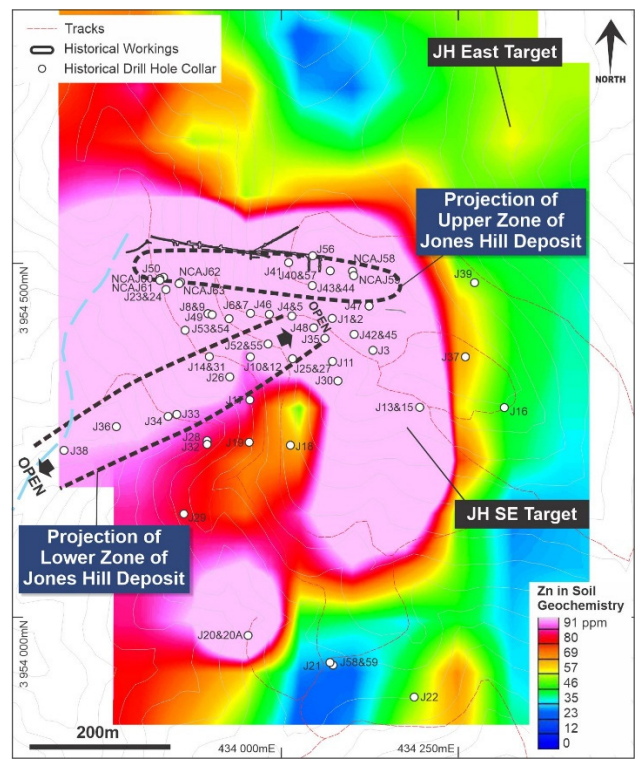 Tracks
Historical Workings
Historical Drill Hole Collar
JH East Target
NORTH
Projection of
Upper Zone of
Jones Hill Deposit
J56
NCAJ58
J41
J50
NCAJ62
J40&57
NCAJ60
NCAJ61
NCAJ63
J43&44
J39
3 954 500mN
J23&24
J47
J8&9
J6&7
J46
J4&5
J1&2
J49
OPEN
J48
J53&54
J35
J42&45
J52&55
J3
J37
J14&31
J10&12
J25&27
J11
J26
J30
J17
J13&15
J16
J34
J33
J36
J28
J32
J19
J18
J38
OPEN
JH SE Target
J29
Projection of
Lower Zone of
Jones Hill Deposit
Zn in Soil
Geochemistry
91 ppm
80
69
57
46
35
23
12
0
J20&20A
3 954 000mN
J21
J58&59
J22
200m
434 000mE
434 250mE